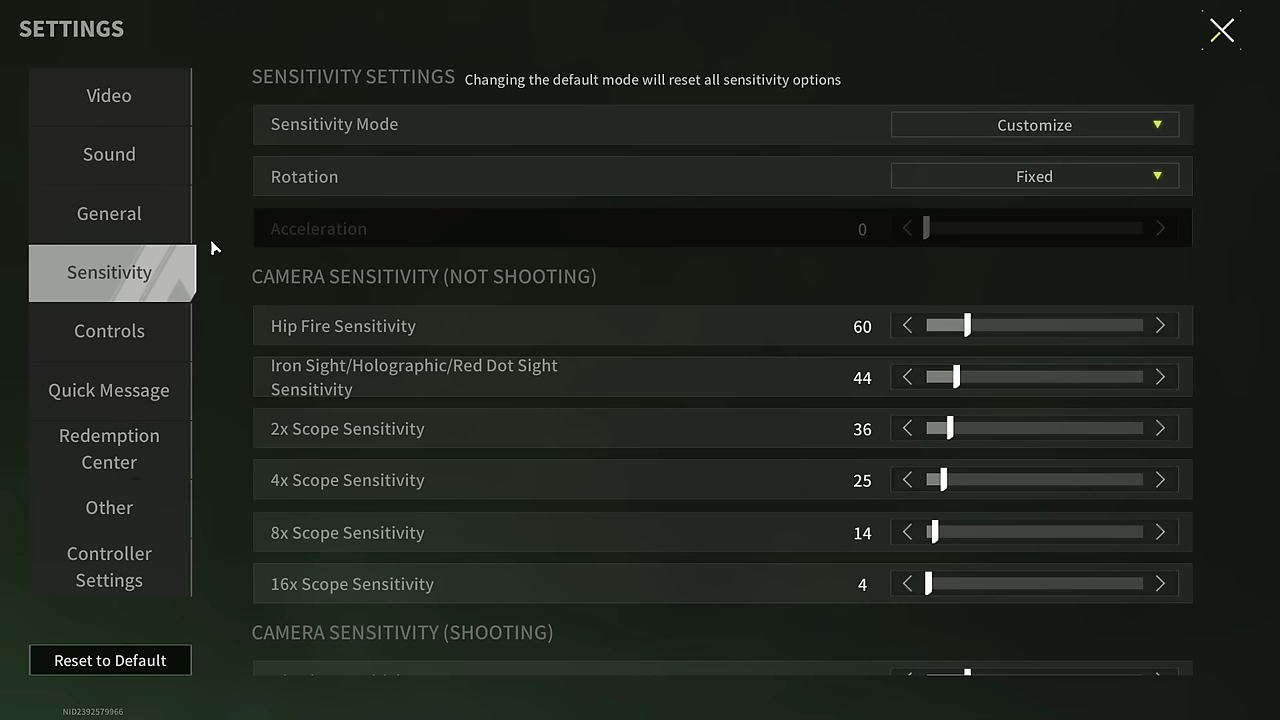 SETTINGS
Video
Sound
General
Sensitivity
Controls
Quick Message
Redemption
Center
Other
Controller
Settings
Reset to Default
NID2392579966
SENSITIVITY SETTINGS Changing the default mode will reset all sensitivity options
Sensitivity Mode Customize
Rotation Fixed
Acceleration 0
CAMERA SENSITIVITY (NOT SHOOTING)
Hip Fire Sensitivity 60
Iron Sight/Holographic/Red Dot Sight
Sensitivity 44
2x Scope Sensitivity 36
4x Scope Sensitivity 25
8x Scope Sensitivity 14
16x Scope Sensitivity 4
CAMERA SENSITIVITY (SHOOTING)